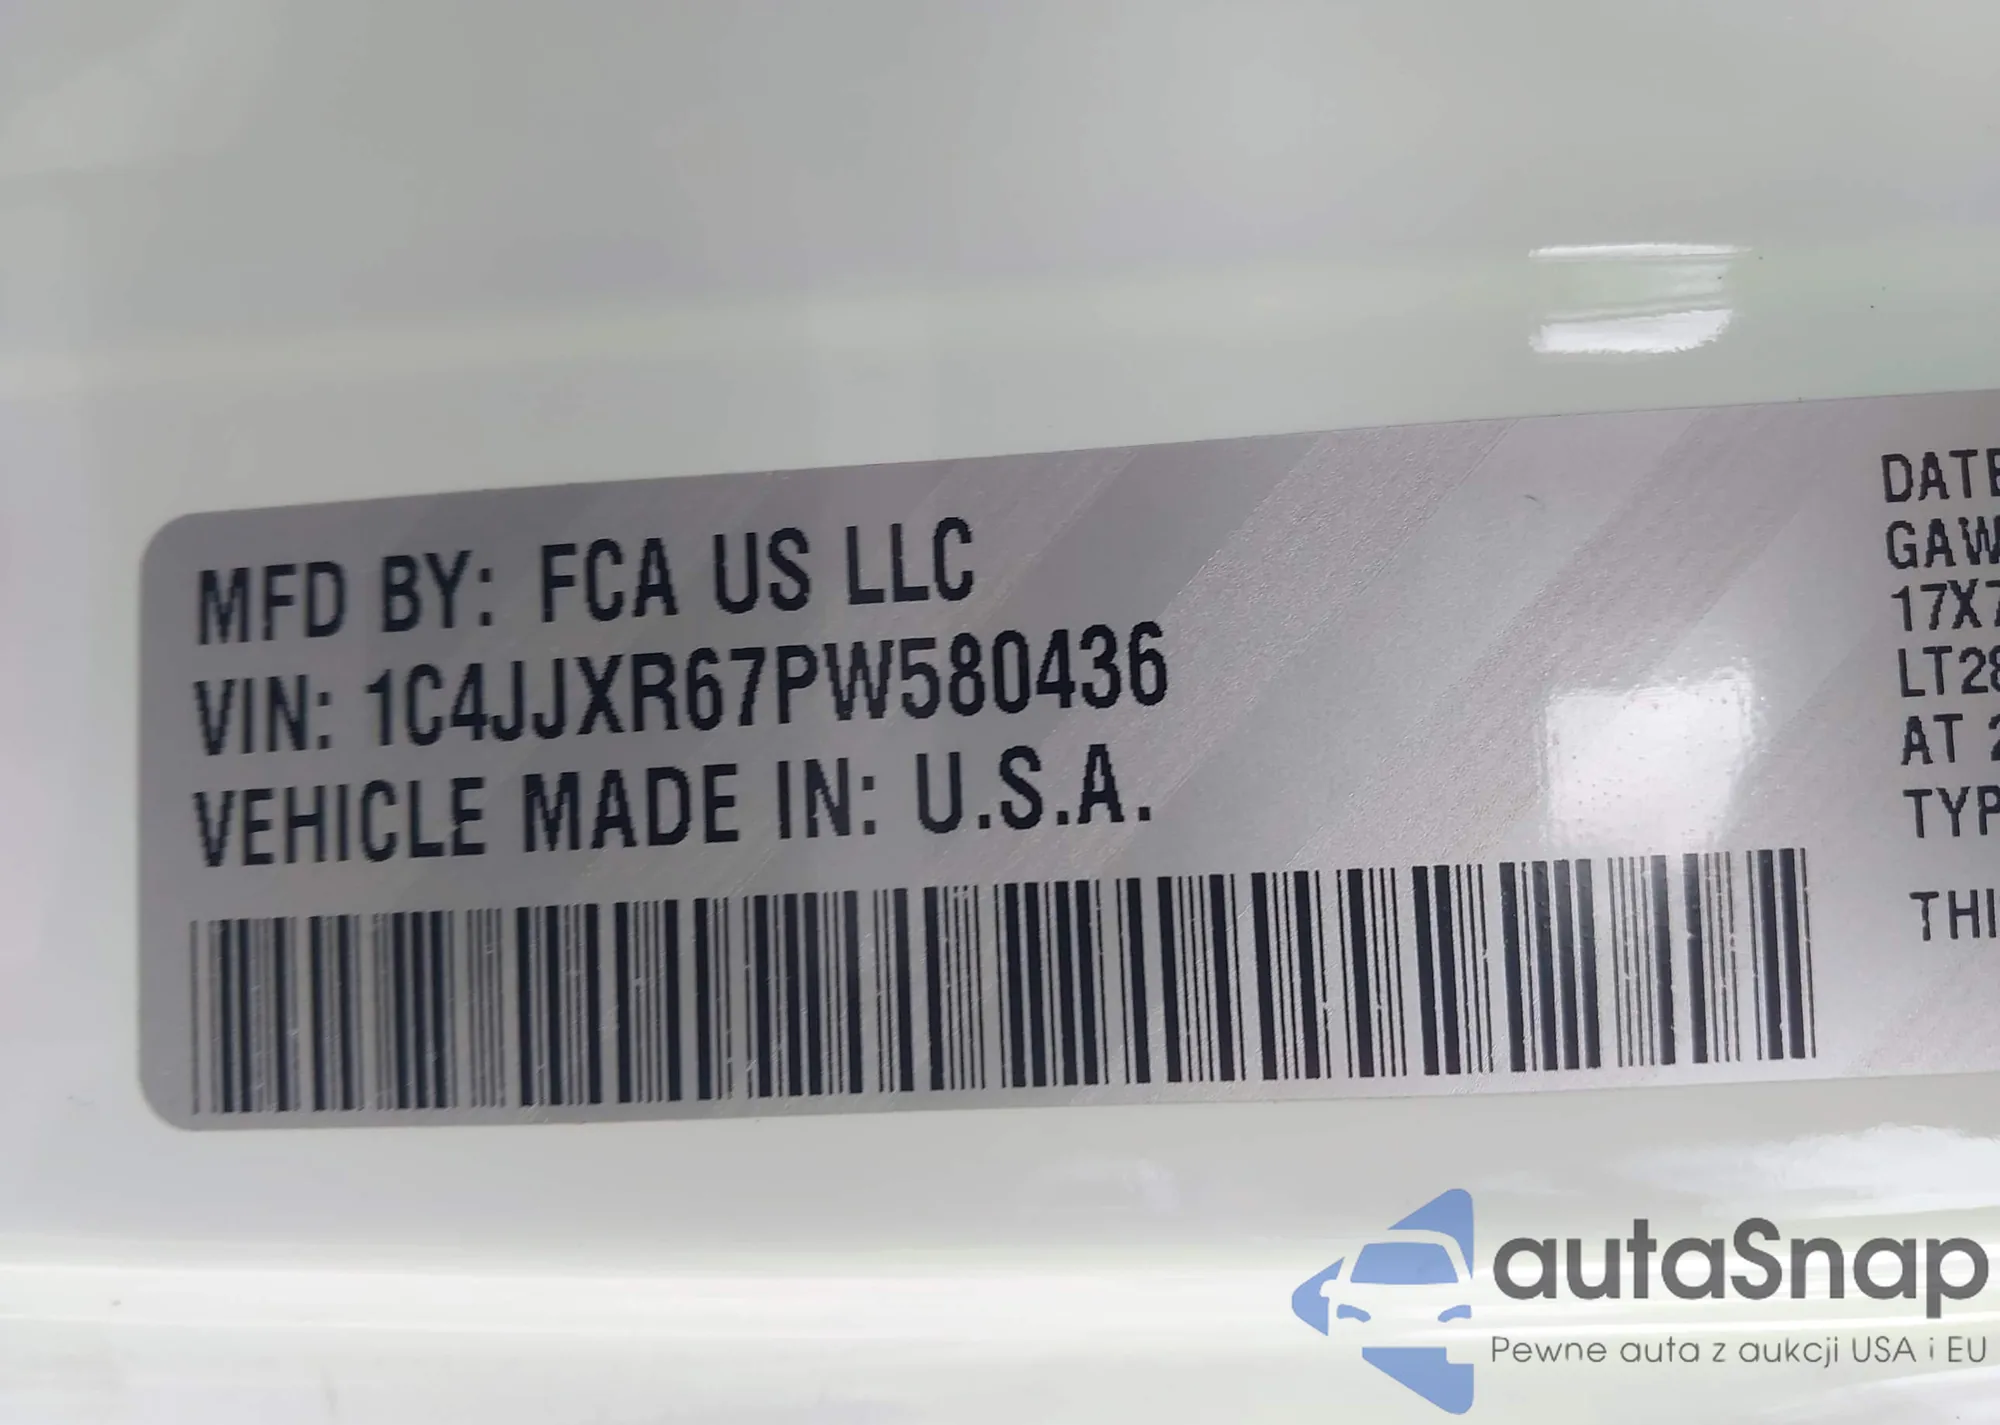 MFD BY: FCA US LLC
VIN: 1C4JJXR67PW580436
VEHICLE MADE IN: U.S.A.
DATE
GAW
17X7
LT28
AT 2
TYP
THI
autaSnap
Pewne auta z aukcji USA i EU